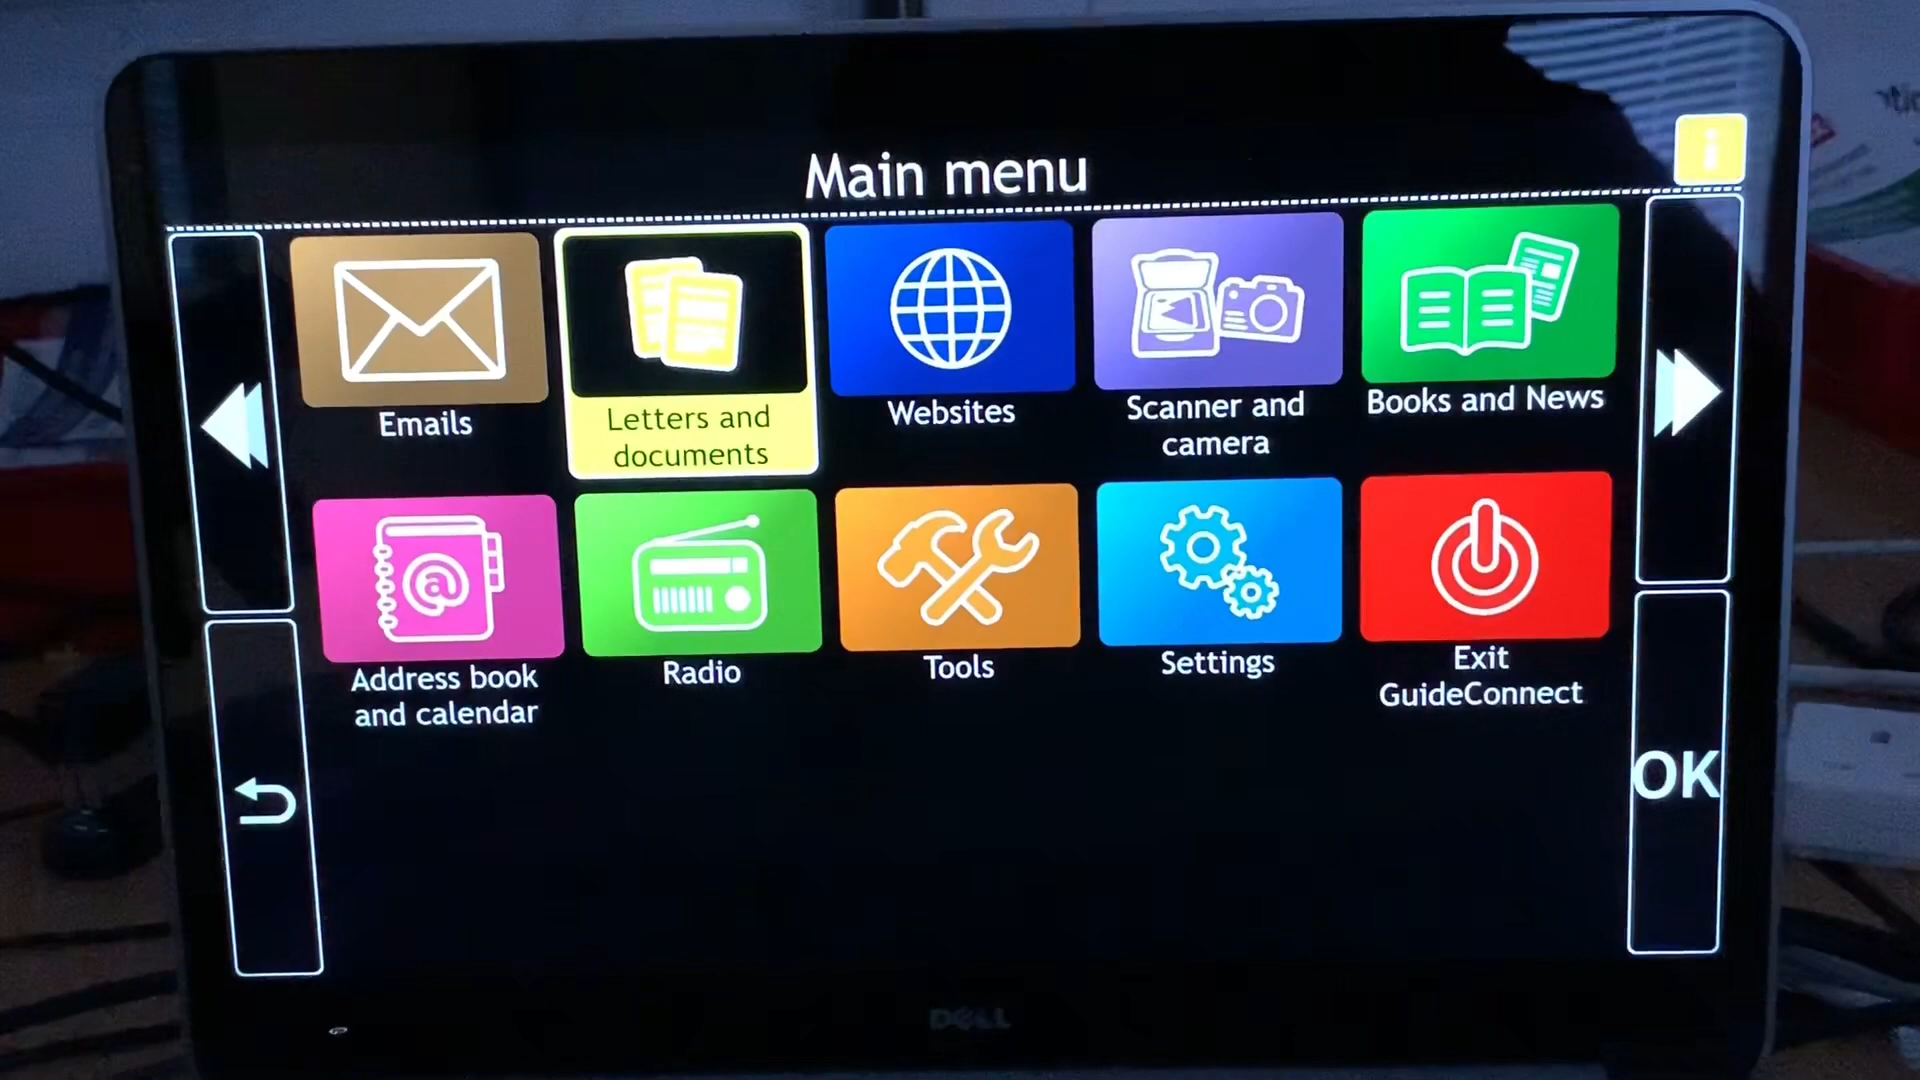 Main menu
i
Emails
Letters and
documents
Websites
Scanner and
camera
Books and News
Address book
and calendar
Radio
Tools
Settings
Exit
GuideConnect
@
OK
DELL